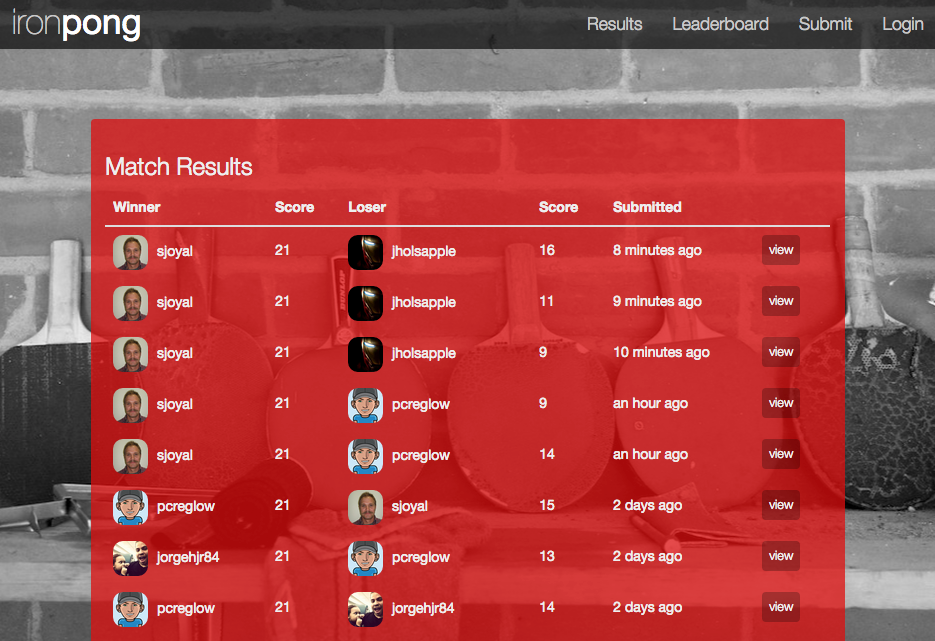 ironpong Results Leaderboard Submit Login
Match Results
Winner Score Loser Score Submitted
sjoyal 21 jholsapple 16 8 minutes ago view
sjoyal 21 jholsapple 11 9 minutes ago view
sjoyal 21 jholsapple 9 10 minutes ago view
sjoyal 21 pcreglow 9 an hour ago view
sjoyal 21 pcreglow 14 an hour ago view
pcreglow 21 sjoyal 15 2 days ago view
jorgehjr84 21 pcreglow 13 2 days ago view
pcreglow 21 jorgehjr84 14 2 days ago view
DUNLOP